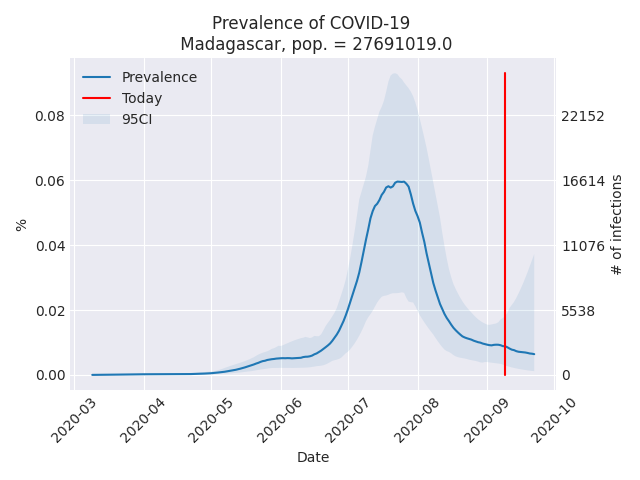 Prevalence of COVID-19
Madagascar, pop. = 27691019.0
Prevalence
Today
95CI
0.08
0.06
0.04
0.02
0.00
%
22152
16614
11076
5538
0
# of infections
2020-03
2020-04
2020-05
2020-06
2020-07
2020-08
2020-09
2020-10
Date